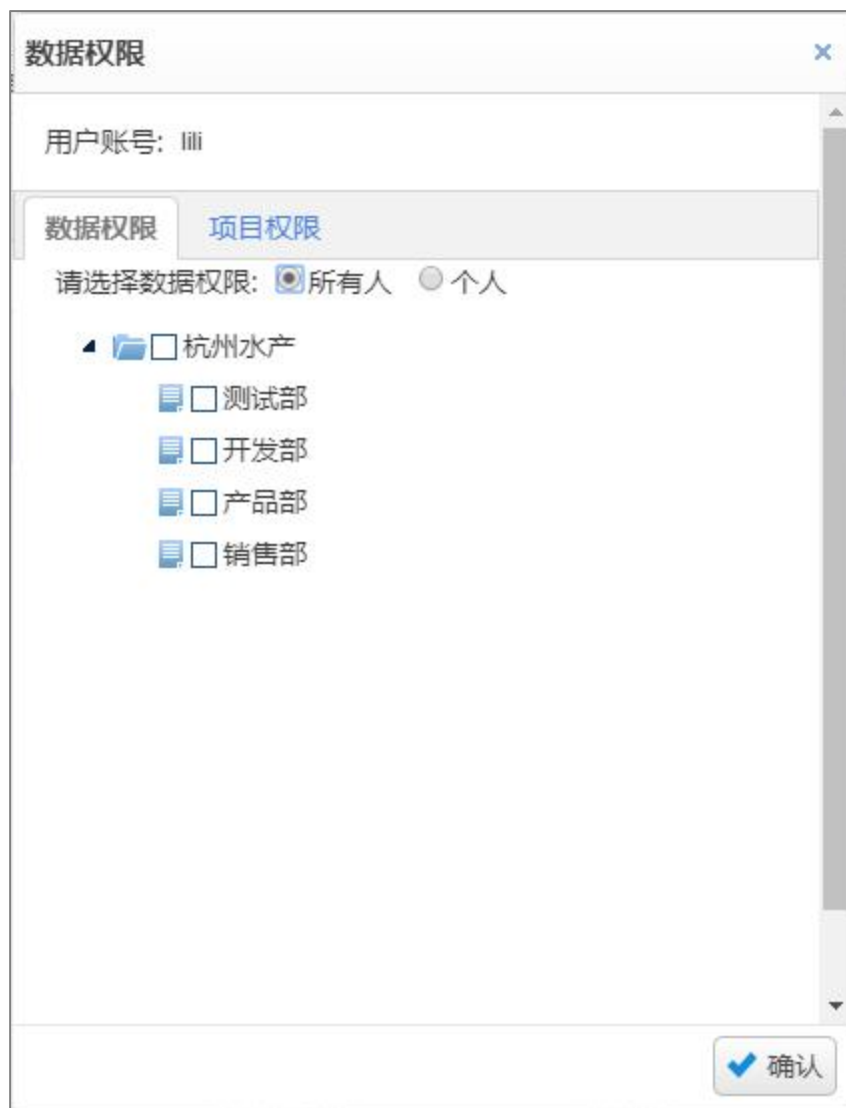 数据权限
用户账号: lili
数据权限 项目权限
请选择数据权限: 所有人 个人
杭州水产
测试部
开发部
产品部
销售部
确认